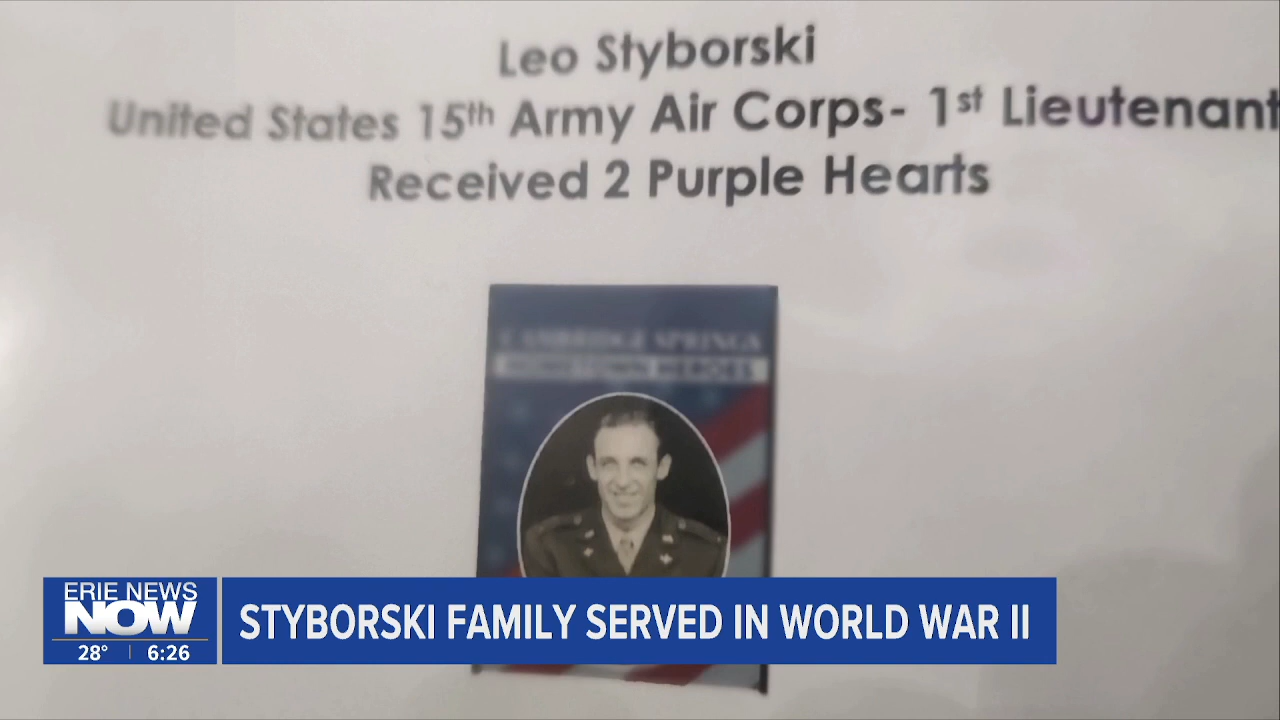 Leo Styborski
United States 15th Army Air Corps- 1st Lieutenant
Received 2 Purple Hearts
CAMBRIDGE SPRINGS
HOMETOWN HEROES
ERIE NEWS
NOW
28° 6:26
STYBORSKI FAMILY SERVED IN WORLD WAR II